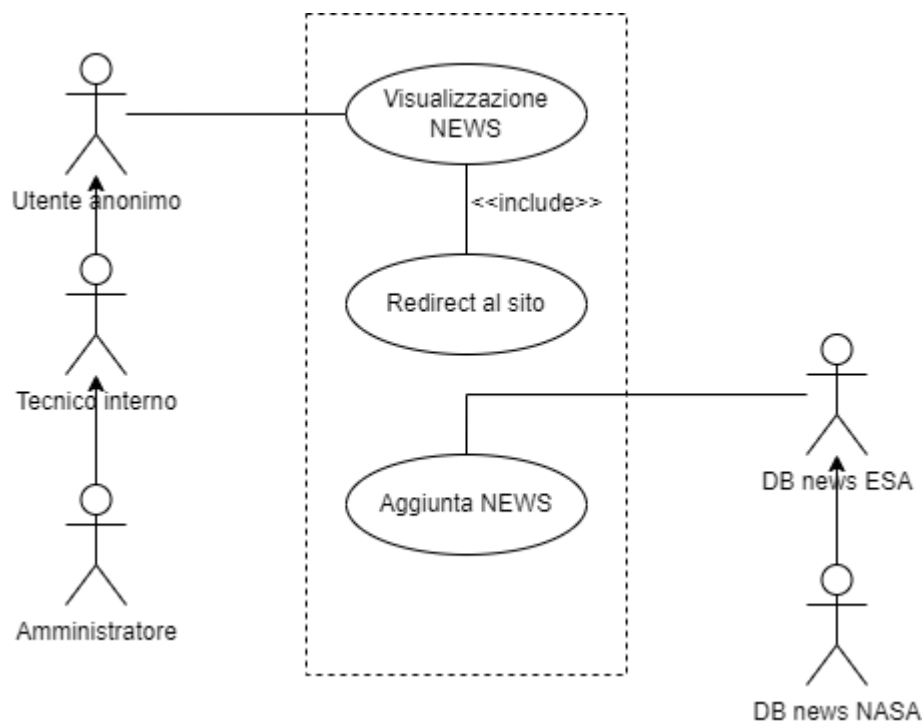 Visualizzazione
NEWS
Utente anonimo
<<include>>
Redirect al sito
Tecnico interno
DB news ESA
Aggiunta NEWS
Amministratore
DB news NASA